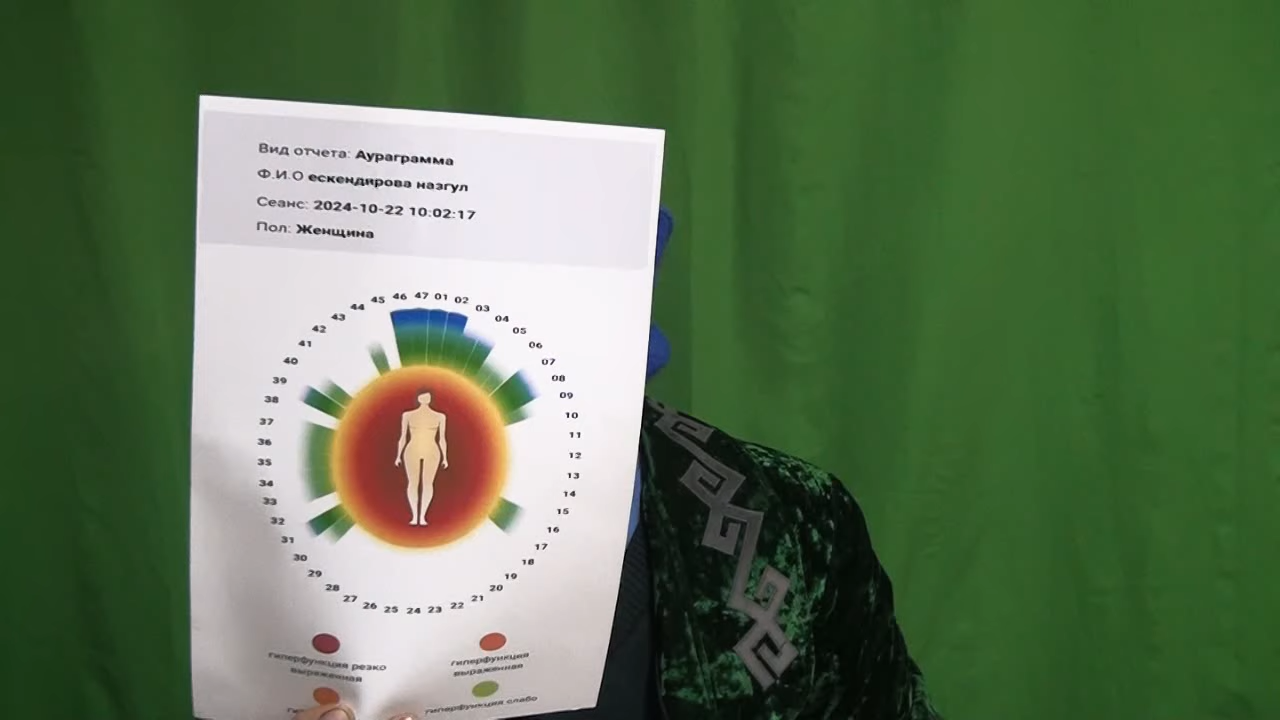 Вид отчета: Аураграмма
Ф.И.О ескендирова назгул
Сеанс: 2024-10-22 10:02:17
Пол: Женщина
45 46 47 01 02 03
44 04
43 05
42 06
41 07
40 08
39 09
38 10
37 11
36 12
35 13
34 14
33 15
32 16
31 17
30 18
29 19
28 20
27 26 25 24 23 22 21
гиперфункция резко
выраженная
гиперфункция
выраженная
гиперфункция слабо